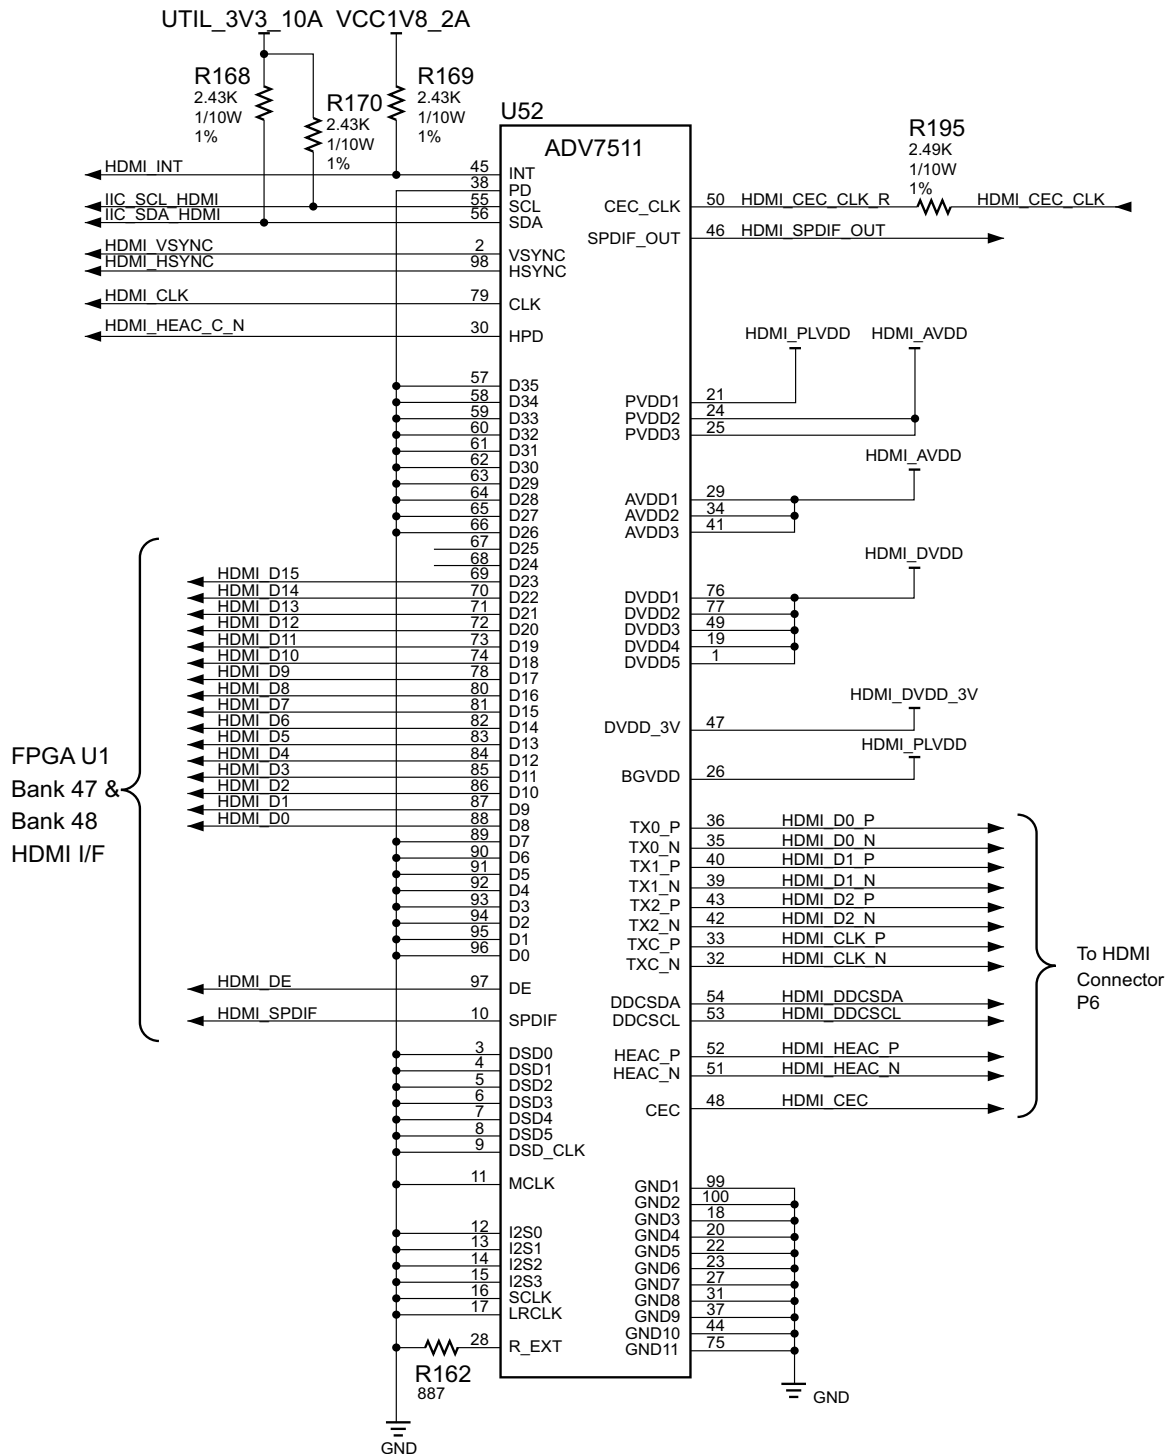 UTIL_3V3_10A VCC1V8_2A
R168
2.43K
1/10W
1%
R170
2.43K
1/10W
1%
R169
2.43K
1/10W
1%
U52
ADV7511
R195
2.49K
1/10W
1%
HDMI_INT 45 INT
38 PD
IIC_SCL_HDMI 55 SCL
IIC_SDA_HDMI 56 SDA
HDMI_VSYNC 2 VSYNC
HDMI_HSYNC 98 HSYNC
HDMI_CLK 79 CLK
HDMI_HEAC_C_N 30 HPD
57 D35
58 D34
59 D33
60 D32
61 D31
62 D30
63 D29
64 D28
65 D27
66 D26
67 D25
68 D24
HDMI_D15 69 D23
HDMI_D14 70 D22
HDMI_D13 71 D21
HDMI_D12 72 D20
HDMI_D11 73 D19
HDMI_D10 74 D18
HDMI_D9 78 D17
HDMI_D8 80 D16
HDMI_D7 81 D15
HDMI_D6 82 D14
HDMI_D5 83 D13
HDMI_D4 84 D12
HDMI_D3 85 D11
HDMI_D2 86 D10
HDMI_D1 87 D9
HDMI_D0 88 D8
89 D7
90 D6
91 D5
92 D4
93 D3
94 D2
95 D1
96 D0
HDMI_DE 97 DE
HDMI_SPDIF 10 SPDIF
FPGA U1
Bank 47 &
Bank 48
HDMI I/F
3 DSD0
4 DSD1
5 DSD2
6 DSD3
7 DSD4
8 DSD5
9 DSD_CLK
11 MCLK
12 I2S0
13 I2S1
14 I2S2
15 I2S3
16 SCLK
17 LRCLK
28 R_EXT
R162
887
GND
CEC_CLK 50 HDMI_CEC_CLK_R HDMI_CEC_CLK
SPDIF_OUT 46 HDMI_SPDIF_OUT
HDMI_PLVDD HDMI_AVDD
PVDD1 21
PVDD2 24
PVDD3 25
HDMI_AVDD
AVDD1 29
AVDD2 34
AVDD3 41
HDMI_DVDD
DVDD1 76
DVDD2 77
DVDD3 49
DVDD4 19
DVDD5 1
HDMI_DVDD_3V
DVDD_3V 47
HDMI_PLVDD
BGVDD 26
TX0_P 36 HDMI_D0_P
TX0_N 35 HDMI_D0_N
TX1_P 40 HDMI_D1_P
TX1_N 39 HDMI_D1_N
TX2_P 43 HDMI_D2_P
TX2_N 42 HDMI_D2_N
TXC_P 33 HDMI_CLK_P
TXC_N 32 HDMI_CLK_N
DDCSDA 54 HDMI_DDCSDA
DDCSCL 53 HDMI_DDCSCL
HEAC_P 52 HDMI_HEAC_P
HEAC_N 51 HDMI_HEAC_N
CEC 48 HDMI_CEC
To HDMI
Connector
P6
GND1 99
GND2 100
GND3 18
GND4 20
GND5 22
GND6 23
GND7 27
GND8 31
GND9 37
GND10 44
GND11 75
GND